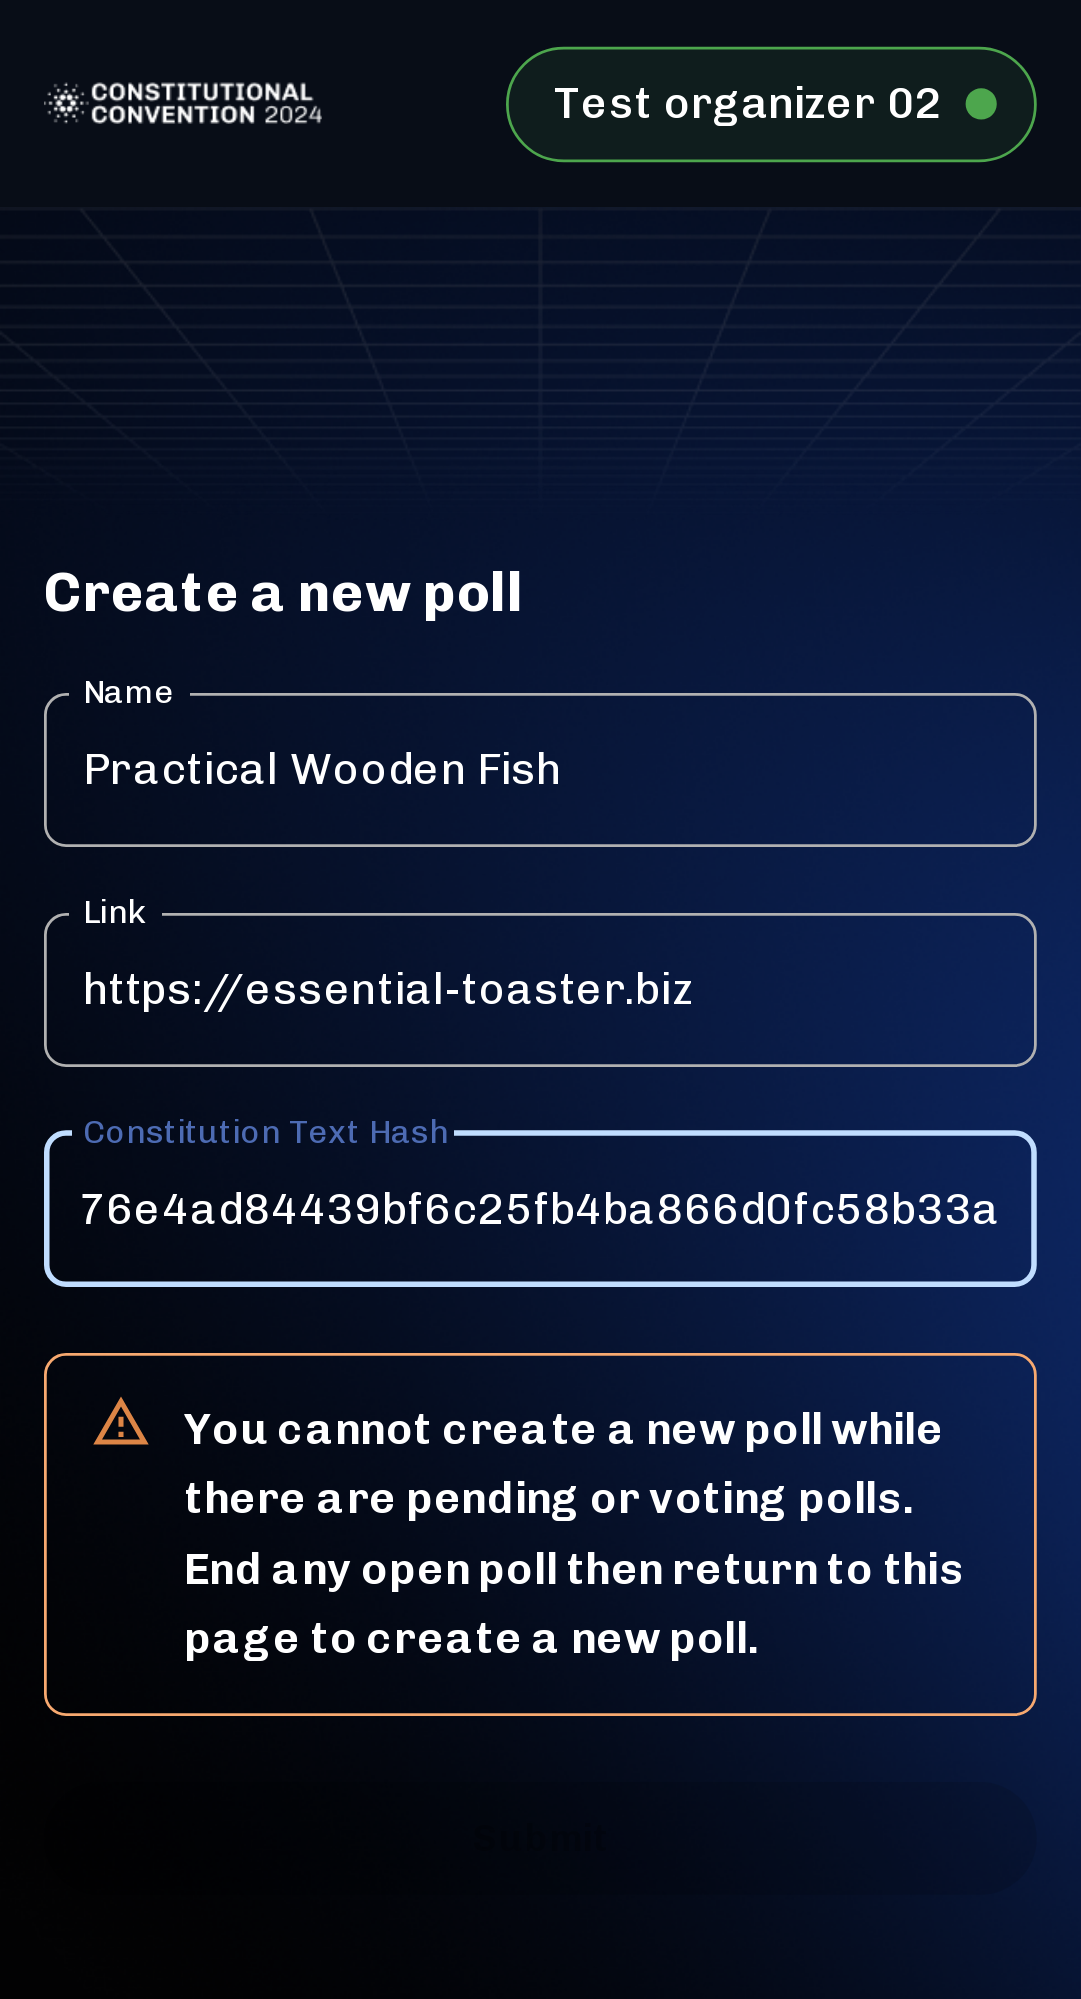 CONSTITUTIONAL
CONVENTION 2024
Test organizer 02
Create a new poll
Name
Practical Wooden Fish
Link
https://essential-toaster.biz
Constitution Text Hash
76e4ad84439bf6c25fb4ba866d0fc58b33a
You cannot create a new poll while
there are pending or voting polls.
End any open poll then return to this
page to create a new poll.
Submit